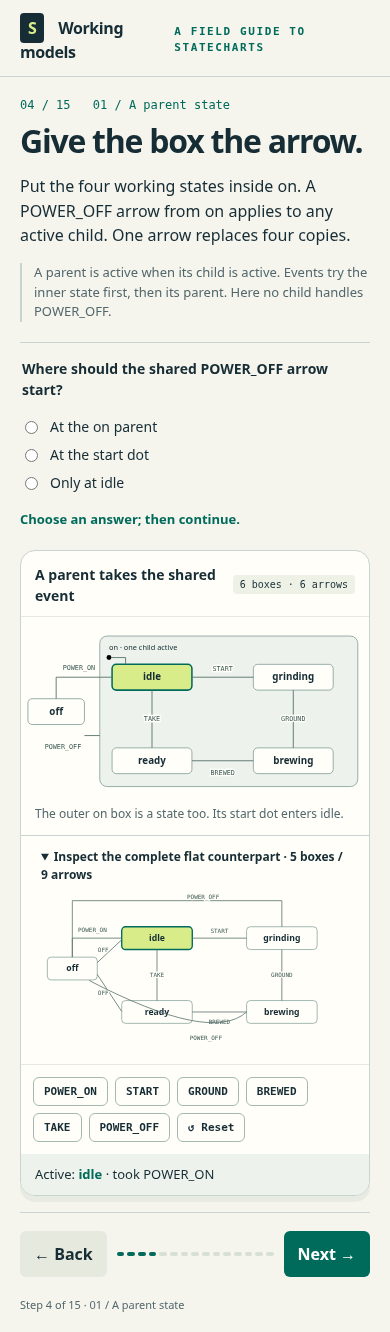 S Working models
A FIELD GUIDE TO
STATECHARTS
04 / 15 01 / A parent state
Give the box the arrow.
Put the four working states inside on. A
POWER_OFF arrow from on applies to any
active child. One arrow replaces four copies.
A parent is active when its child is active. Events try the
inner state first, then its parent. Here no child handles
POWER_OFF.
Where should the shared POWER_OFF arrow
start?
At the on parent
At the start dot
Only at idle
Choose an answer; then continue.
A parent takes the shared
event
6 boxes · 6 arrows
on · one child active
POWER_ON
idle
START
grinding
off
TAKE
GROUND
POWER_OFF
ready
BREWED
brewing
The outer on box is a state too. Its start dot enters idle.
▼ Inspect the complete flat counterpart · 5 boxes /
9 arrows
POWER_OFF
POWER_ON
idle
START
grinding
OFF
off
TAKE
GROUND
OFF
ready
BREWED
brewing
POWER_OFF
POWER_ON START GROUND BREWED
TAKE POWER_OFF ↺ Reset
Active: idle · took POWER_ON
← Back
Next →
Step 4 of 15 · 01 / A parent state